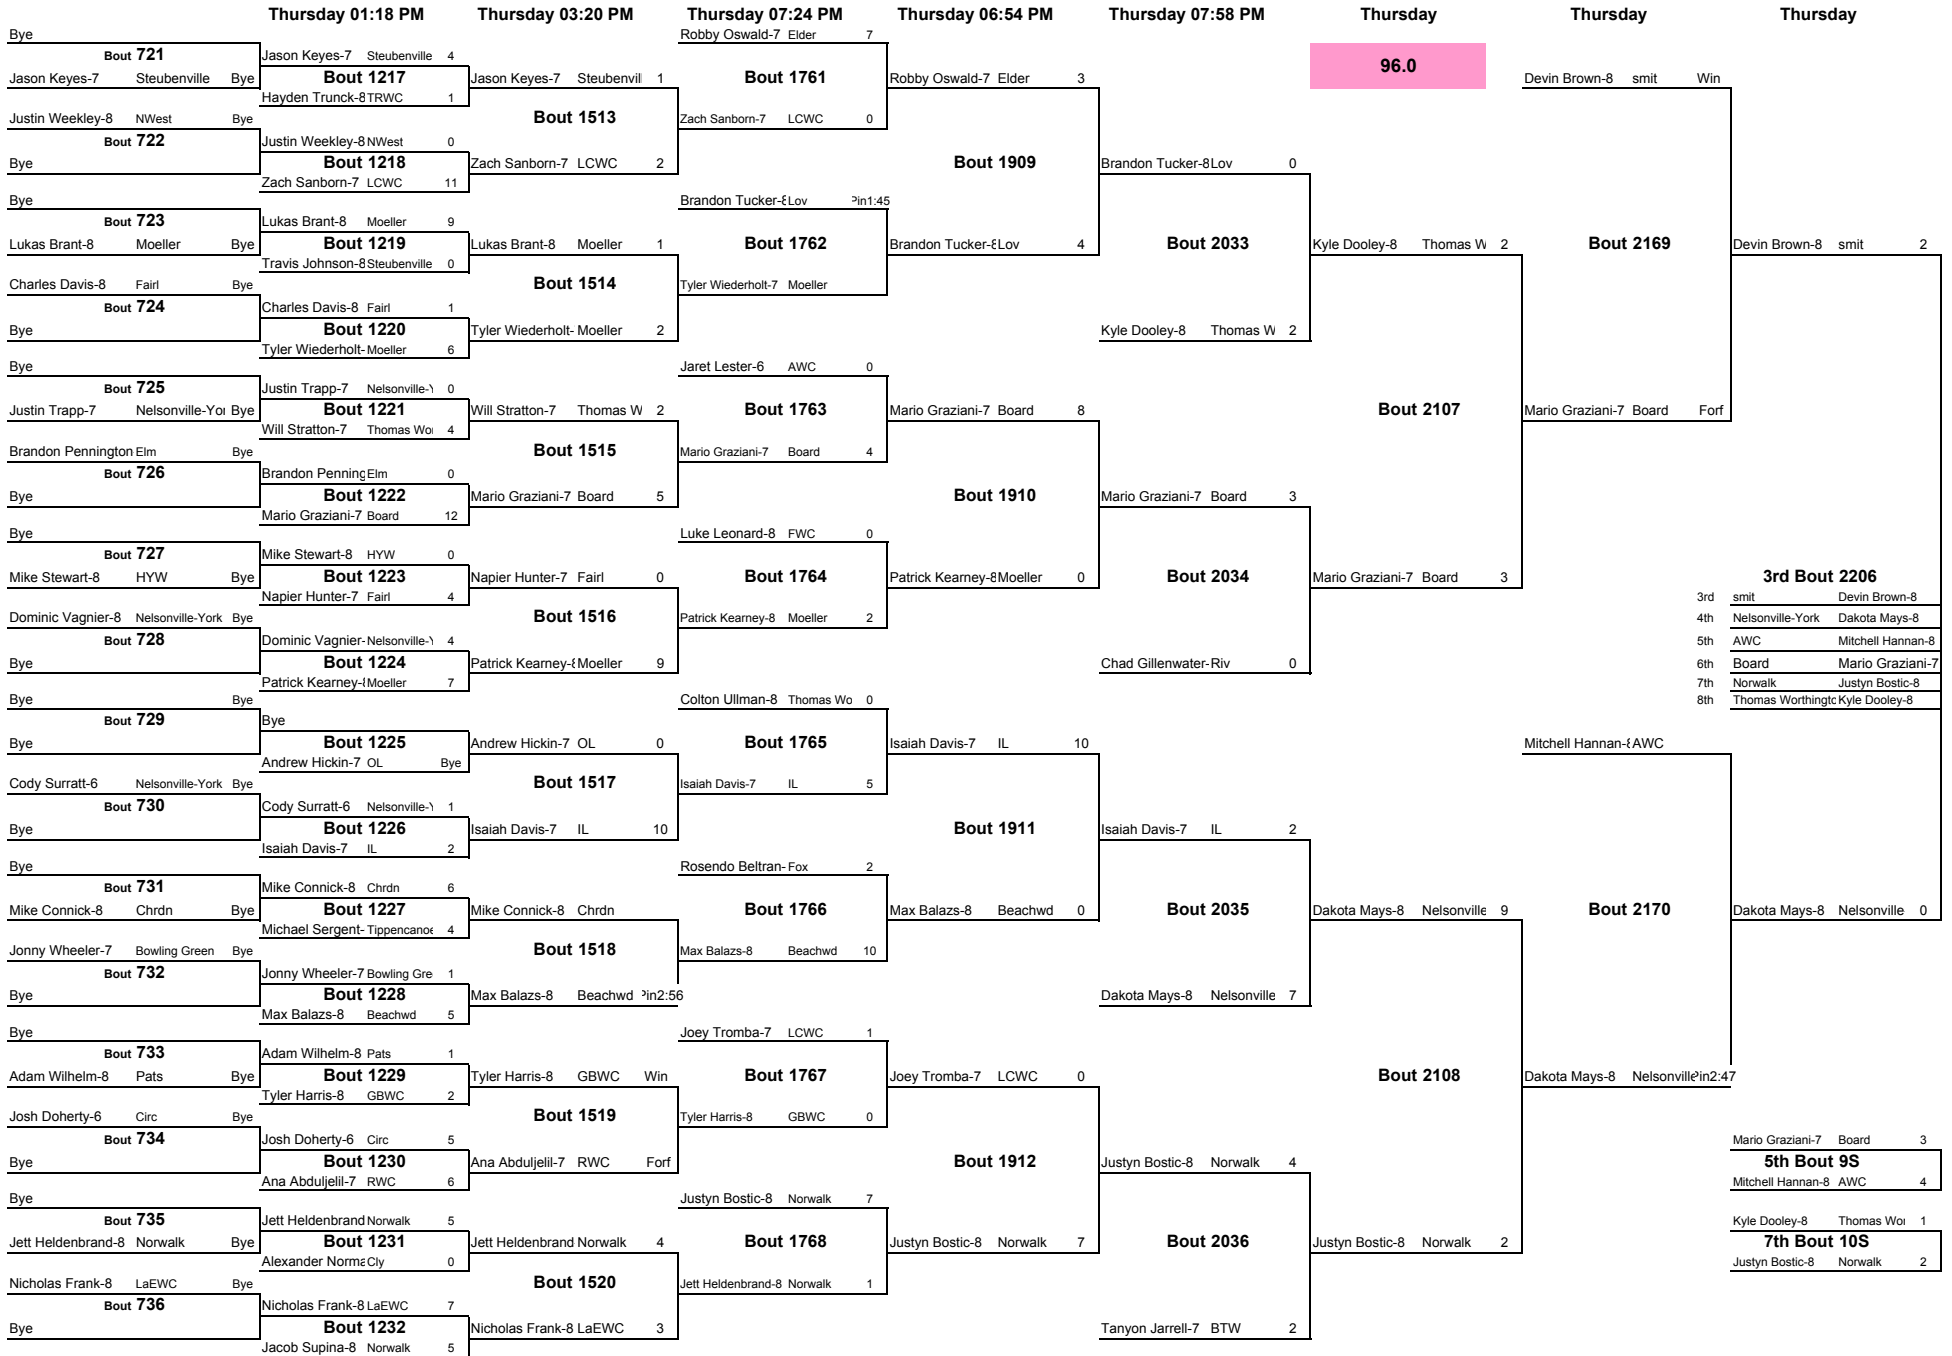 Thursday 01:18 PM Thursday 03:20 PM Thursday 07:24 PM Thursday 06:54 PM Thursday 07:58 PM Thursday Thursday Thursday
Bye Robby Oswald-7 Elder 7
Bout 721 Jason Keyes-7 Steubenville 4 96.0
Jason Keyes-7 Steubenville Bye Bout 1217 Jason Keyes-7 Steubenvil 1 Bout 1761 Robby Oswald-7 Elder 3 Devin Brown-8 smit Win
Hayden Trunck-8 TRWC 1
Justin Weekley-8 NWest Bye Bout 1513 Zach Sanborn-7 LCWC 0
Bout 722 Justin Weekley-8 NWest 0
Bye Bout 1218 Zach Sanborn-7 LCWC 2 Bout 1909 Brandon Tucker-8 Lov 0
Zach Sanborn-7 LCWC 11
Bye Brandon Tucker-8 Lov Pin1:45
Bout 723 Lukas Brant-8 Moeller 9
Lukas Brant-8 Moeller Bye Bout 1219 Lukas Brant-8 Moeller 1 Bout 1762 Brandon Tucker-8 Lov 4 Bout 2033 Kyle Dooley-8 Thomas W 2 Bout 2169 Devin Brown-8 smit 2
Travis Johnson-8 Steubenville 0
Charles Davis-8 Fairl Bye Bout 1514 Tyler Wiederholt-7 Moeller
Bout 724 Charles Davis-8 Fairl 1
Bye Bout 1220 Tyler Wiederholt- Moeller 2 Kyle Dooley-8 Thomas W 2
Tyler Wiederholt- Moeller 6
Bye Jaret Lester-6 AWC 0
Bout 725 Justin Trapp-7 Nelsonville-Y 0
Justin Trapp-7 Nelsonville-Yor Bye Bout 1221 Will Stratton-7 Thomas W 2 Bout 1763 Mario Graziani-7 Board 8 Bout 2107 Mario Graziani-7 Board Forf
Will Stratton-7 Thomas Wor 4
Brandon Pennington Elm Bye Bout 1515 Mario Graziani-7 Board 4
Bout 726 Brandon Penning Elm 0
Bye Bout 1222 Mario Graziani-7 Board 5 Bout 1910 Mario Graziani-7 Board 3
Mario Graziani-7 Board 12
Bye Luke Leonard-8 FWC 0
Bout 727 Mike Stewart-8 HYW 0
Mike Stewart-8 HYW Bye Bout 1223 Napier Hunter-7 Fairl 0 Bout 1764 Patrick Kearney-8 Moeller 0 Bout 2034 Mario Graziani-7 Board 3 3rd Bout 2206
Napier Hunter-7 Fairl 4 3rd smit Devin Brown-8
Dominic Vagnier-8 Nelsonville-York Bye Bout 1516 Patrick Kearney-8 Moeller 2 4th Nelsonville-York Dakota Mays-8
Bout 728 Dominic Vagnier- Nelsonville-Y 4 5th AWC Mitchell Hannan-8
Bye Bout 1224 Patrick Kearney-8 Moeller 9 Chad Gillenwater- Riv 0 6th Board Mario Graziani-7
Patrick Kearney-8 Moeller 7 7th Norwalk Justyn Bostic-8
Bye Bye Colton Ullman-8 Thomas Wo 0 8th Thomas Worthingto Kyle Dooley-8
Bout 729 Bye
Bye Bout 1225 Andrew Hickin-7 OL 0 Bout 1765 Isaiah Davis-7 IL 10 Mitchell Hannan-8 AWC
Andrew Hickin-7 OL Bye
Cody Surratt-6 Nelsonville-York Bye Bout 1517 Isaiah Davis-7 IL 5
Bout 730 Cody Surratt-6 Nelsonville-Y 1
Bye Bout 1226 Isaiah Davis-7 IL 10 Bout 1911 Isaiah Davis-7 IL 2
Isaiah Davis-7 IL 2
Bye Rosendo Beltran- Fox 2
Bout 731 Mike Connick-8 Chrdn 6
Mike Connick-8 Chrdn Bye Bout 1227 Mike Connick-8 Chrdn Bout 1766 Max Balazs-8 Beachwd 0 Bout 2035 Dakota Mays-8 Nelsonville 9 Bout 2170 Dakota Mays-8 Nelsonville 0
Michael Sergent- Tippencanoe 4
Jonny Wheeler-7 Bowling Green Bye Bout 1518 Max Balazs-8 Beachwd 10
Bout 732 Jonny Wheeler-7 Bowling Gre 1
Bye Bout 1228 Max Balazs-8 Beachwd Pin2:56 Dakota Mays-8 Nelsonville 7
Max Balazs-8 Beachwd 5
Bye Joey Tromba-7 LCWC 1
Bout 733 Adam Wilhelm-8 Pats 1
Adam Wilhelm-8 Pats Bye Bout 1229 Tyler Harris-8 GBWC Win Bout 1767 Joey Tromba-7 LCWC 0 Bout 2108 Dakota Mays-8 Nelsonville Pin2:47
Tyler Harris-8 GBWC 2
Josh Doherty-6 Circ Bye Bout 1519 Tyler Harris-8 GBWC 0
Bout 734 Josh Doherty-6 Circ 5 Mario Graziani-7 Board 3
Bye Bout 1230 Ana Abduljelil-7 RWC Forf Bout 1912 Justyn Bostic-8 Norwalk 4 5th Bout 9S
Ana Abduljelil-7 RWC 6 Mitchell Hannan-8 AWC 4
Bye Justyn Bostic-8 Norwalk 7
Bout 735 Jett Heldenbrand Norwalk 5 Kyle Dooley-8 Thomas Wor 1
Jett Heldenbrand-8 Norwalk Bye Bout 1231 Jett Heldenbrand Norwalk 4 Bout 1768 Justyn Bostic-8 Norwalk 7 Bout 2036 Justyn Bostic-8 Norwalk 2 7th Bout 10S
Alexander Norma Cly 0 Justyn Bostic-8 Norwalk 2
Nicholas Frank-8 LaEWC Bye Bout 1520 Jett Heldenbrand-8 Norwalk 1
Bout 736 Nicholas Frank-8 LaEWC 7
Bye Bout 1232 Nicholas Frank-8 LaEWC 3 Tanyon Jarrell-7 BTW 2
Jacob Supina-8 Norwalk 5